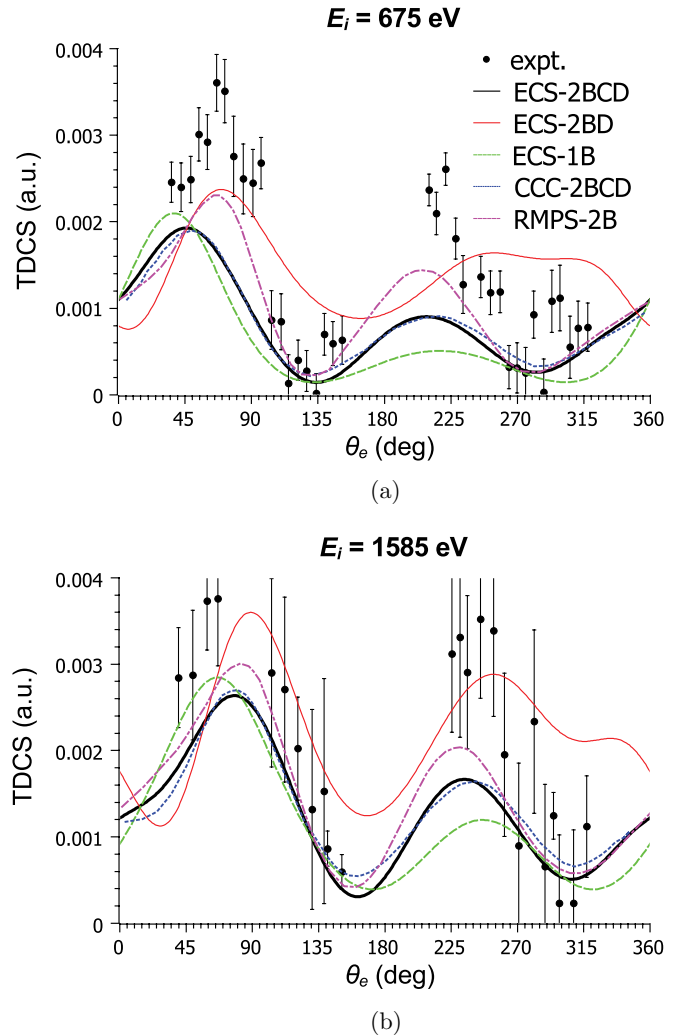 E_i = 675 eV
0.004
0.003
0.002
0.001
0
TDCS (a.u.)
expt.
ECS-2BCD
ECS-2BD
ECS-1B
CCC-2BCD
RMPS-2B
0 45 90 135 180 225 270 315 360
θ_e (deg)
(a)
E_i = 1585 eV
0.004
0.003
0.002
0.001
0
TDCS (a.u.)
0 45 90 135 180 225 270 315 360
θ_e (deg)
(b)